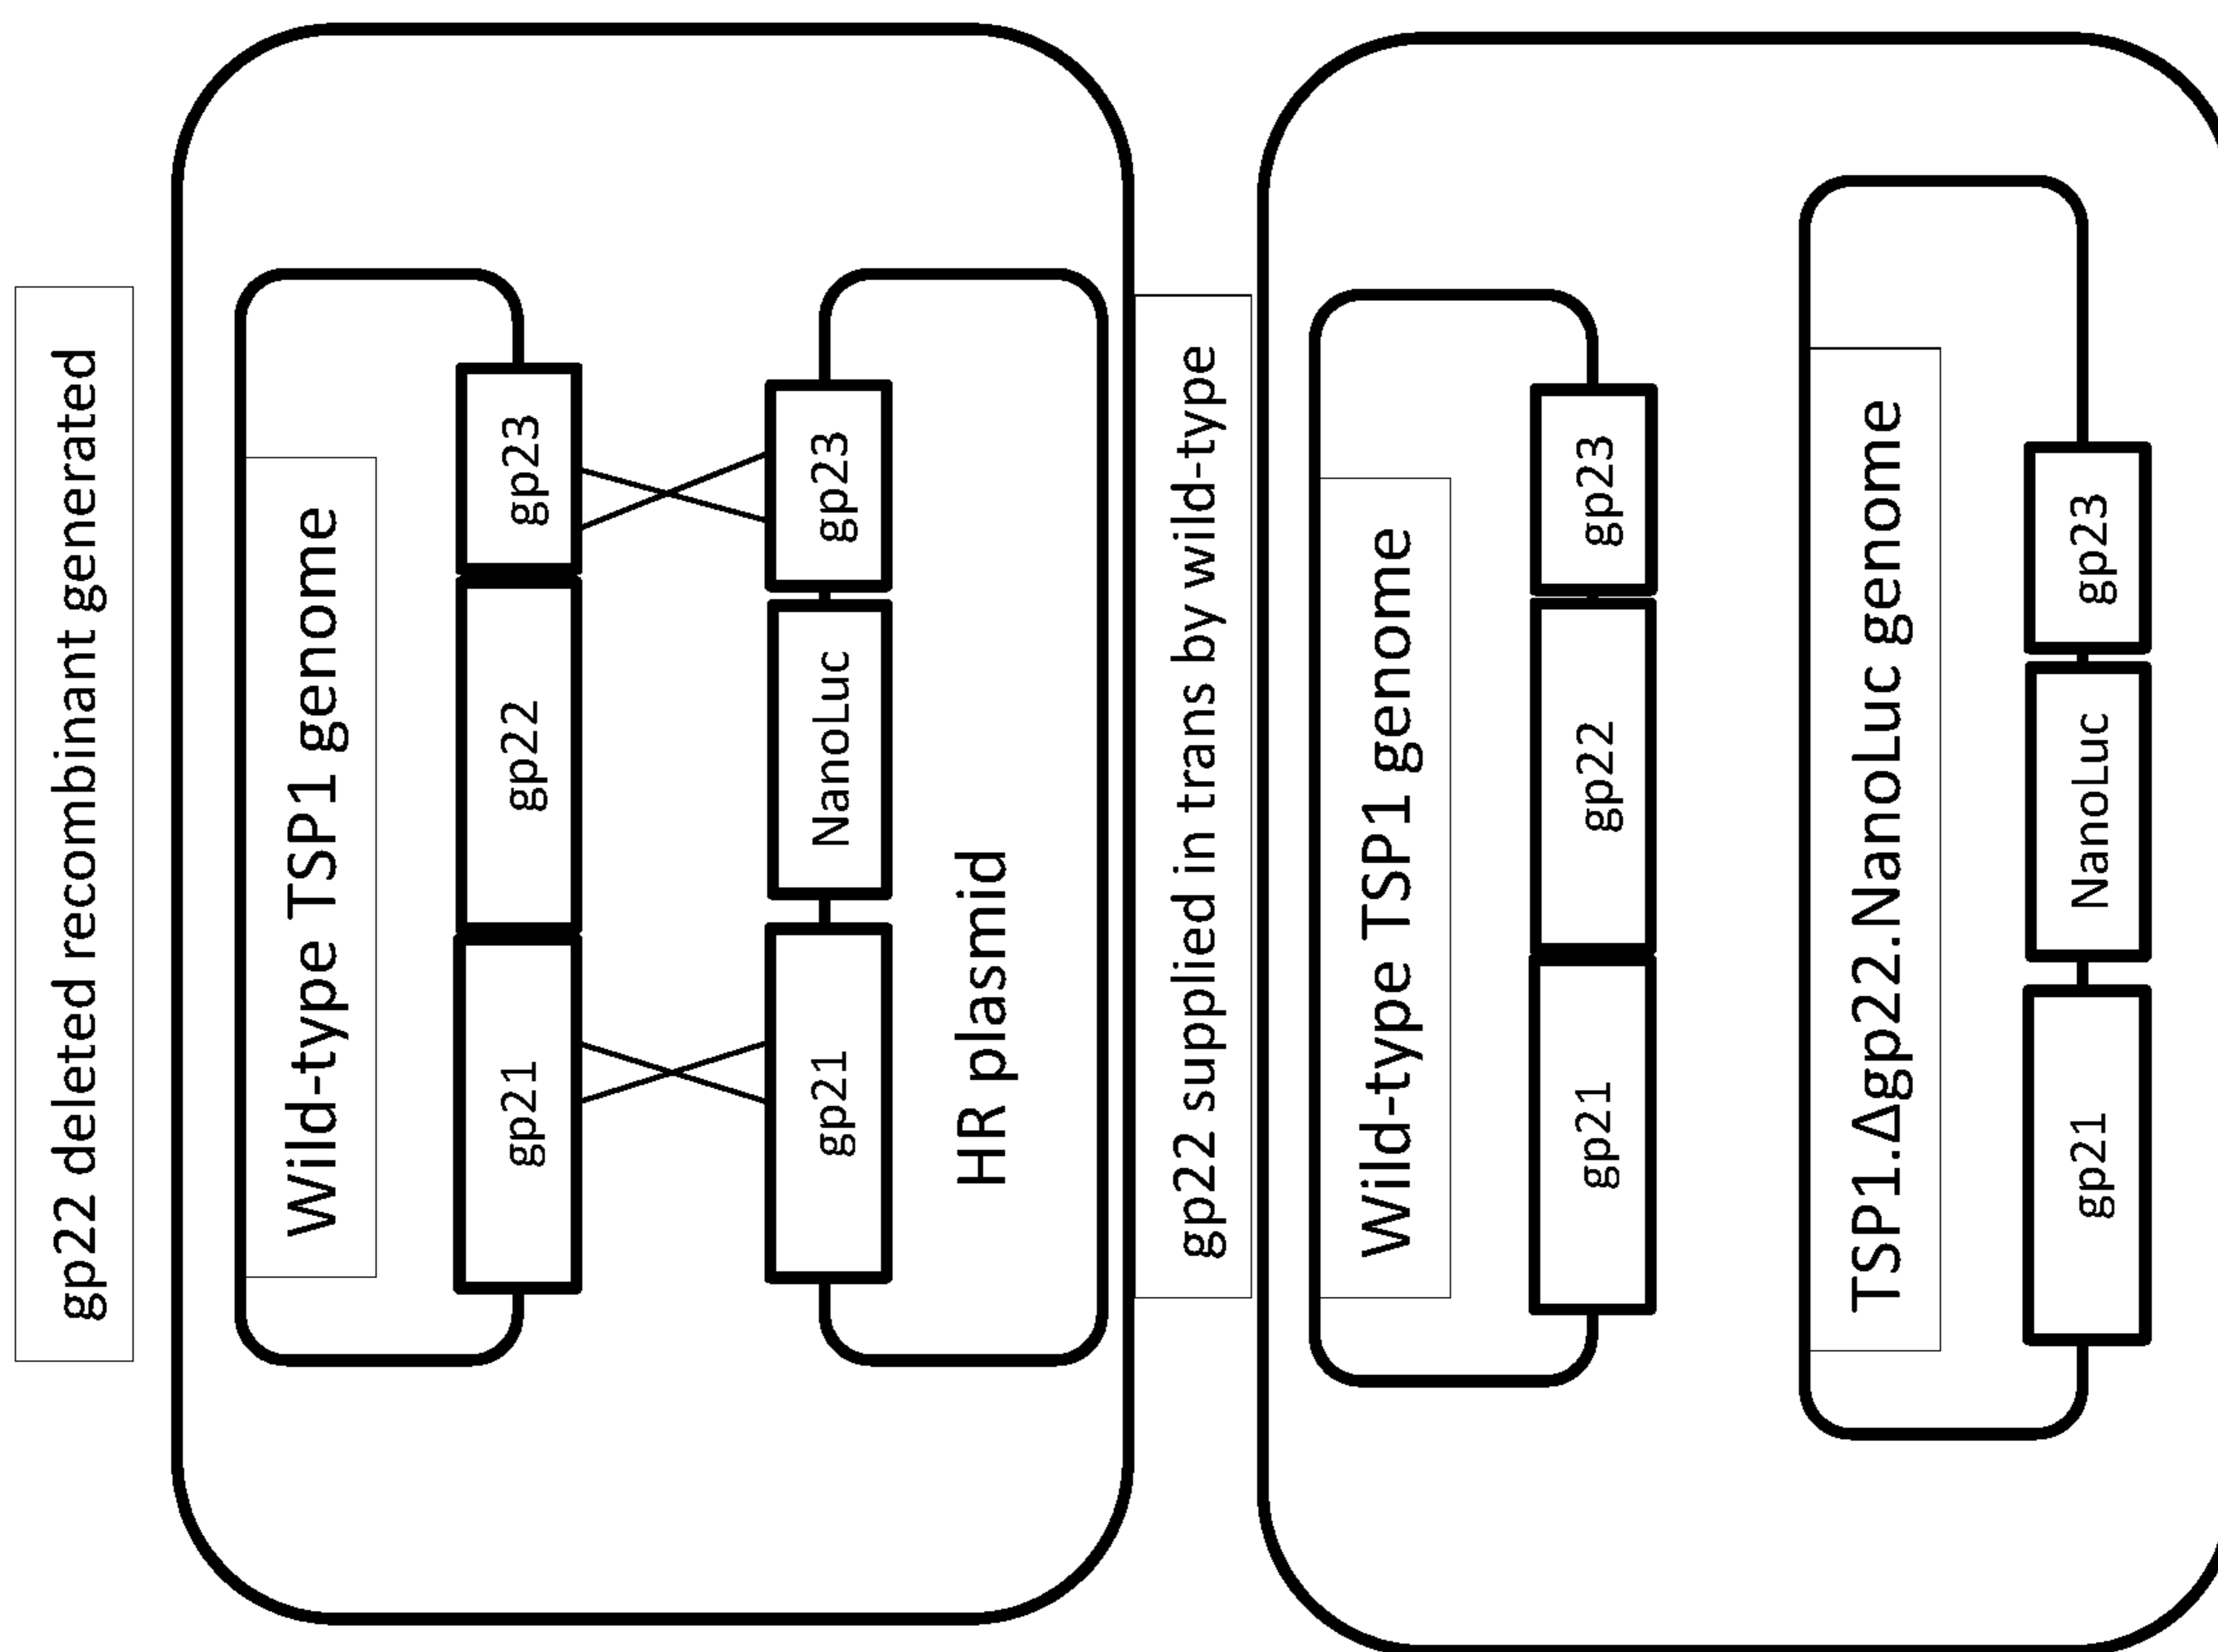 gp22 deleted recombinant generated
Wild-type TSP1 genome
gp21
gp22
gp23
gp21
NanoLuc
gp23
HR plasmid
gp22 supplied in trans by wild-type
Wild-type TSP1 genome
gp21
gp22
gp23
TSP1.Δgp22.NanoLuc genome
gp21
NanoLuc
gp23